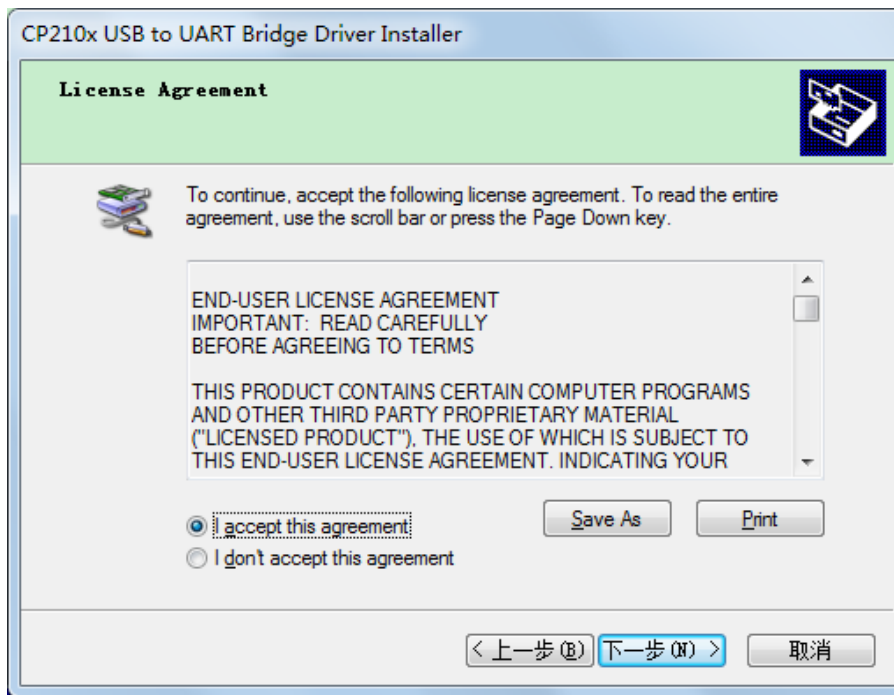 CP210x USB to UART Bridge Driver Installer
License Agreement
To continue, accept the following license agreement. To read the entire
agreement, use the scroll bar or press the Page Down key.
END-USER LICENSE AGREEMENT
IMPORTANT:  READ CAREFULLY
BEFORE AGREEING TO TERMS
THIS PRODUCT CONTAINS CERTAIN COMPUTER PROGRAMS
AND OTHER THIRD PARTY PROPRIETARY MATERIAL
("LICENSED PRODUCT"), THE USE OF WHICH IS SUBJECT TO
THIS END-USER LICENSE AGREEMENT. INDICATING YOUR
I accept this agreement
Save As
Print
I don't accept this agreement
< 上一步(B)
下一步(N) >
取消